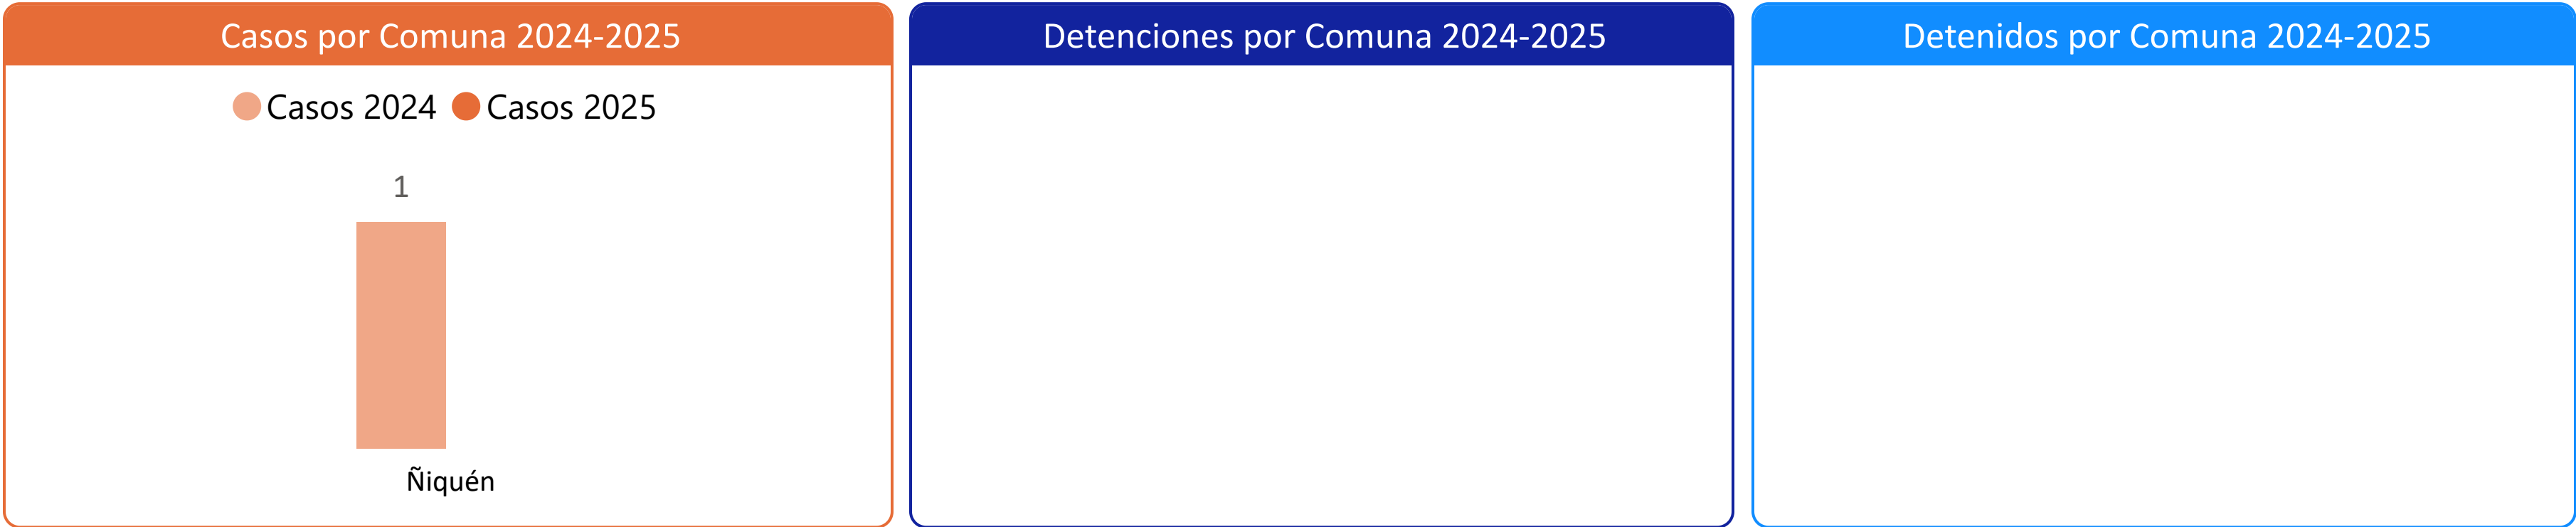 Casos por Comuna 2024-2025
Casos 2024 Casos 2025
1
Ñiquén
Detenciones por Comuna 2024-2025
Detenidos por Comuna 2024-2025